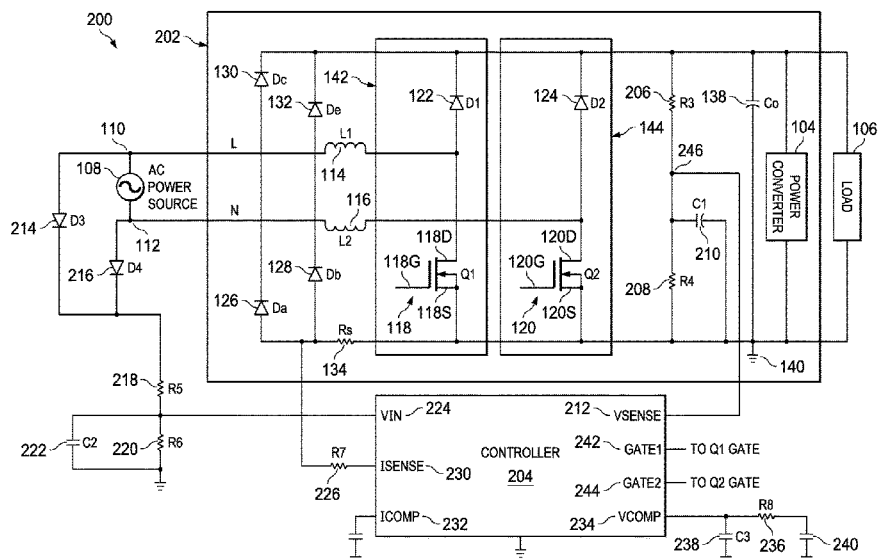 200
202
130
Dc
132
De
142
122
D1
124
D2
144
206
R3
138
Co
104
106
POWER CONVERTER
LOAD
246
110
L
L1
114
108
AC
POWER
SOURCE
214
D3
N
116
L2
112
216
D4
128
Db
126
Da
118G
118D
Q1
118S
118
120G
120D
Q2
120S
120
C1
210
208
R4
Rs
134
140
218
R5
222
C2
220
R6
R7
226
VIN
224
ISENSE
230
ICOMP
232
CONTROLLER
204
212
VSENSE
242
GATE1
TO Q1 GATE
244
GATE2
TO Q2 GATE
234
VCOMP
R8
238
C3
236
240